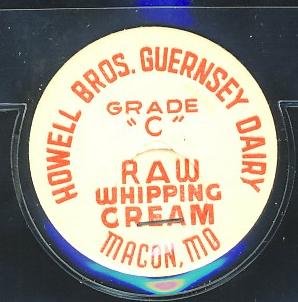 HOWELL BROS. GUERNSEY DAIRY
GRADE
"C"
RAW
WHIPPING
CREAM
MACON, MO